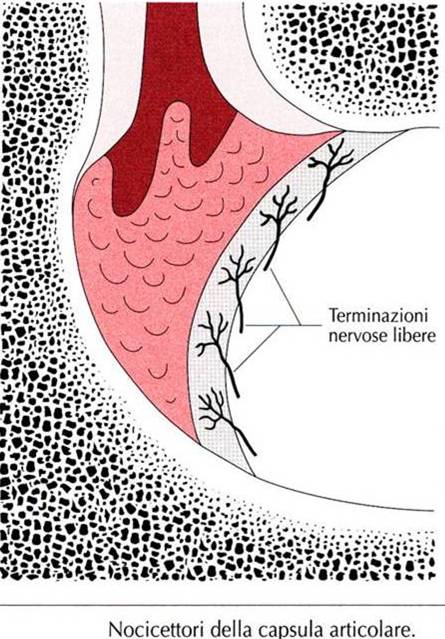 Terminazioni
nervose libere
Nocicettori della capsula articolare.